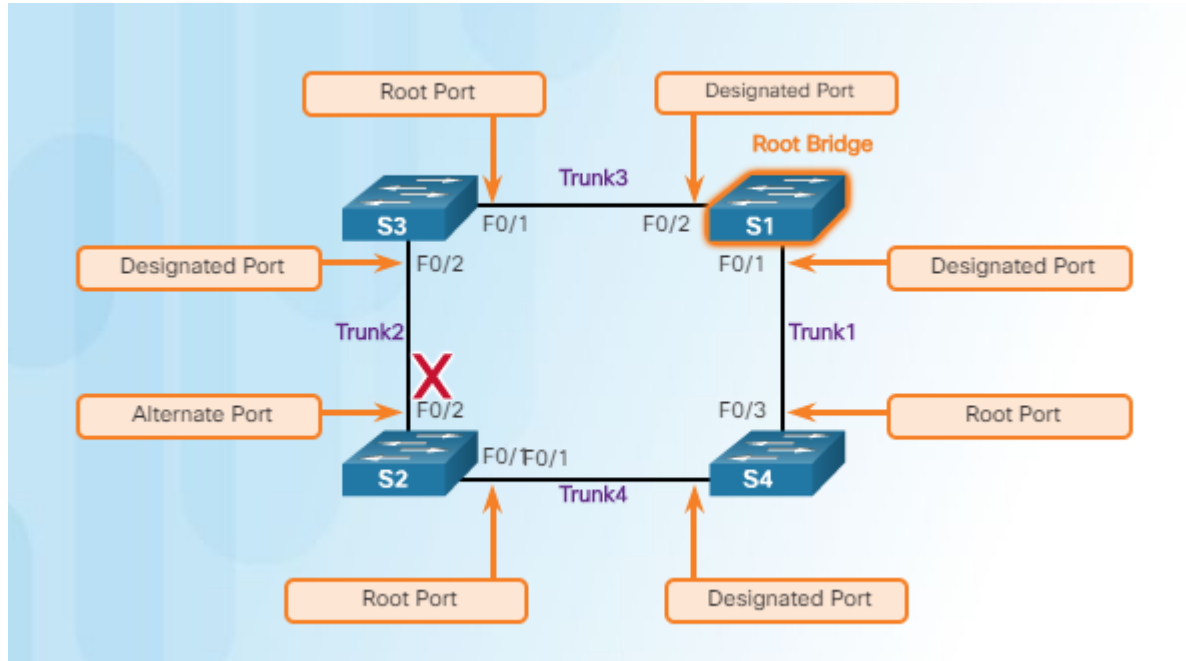 Root Port
Designated Port
Root Bridge
Trunk3
S3
F0/1
F0/2
S1
Designated Port
F0/2
F0/1
Designated Port
Trunk2
Trunk1
X
Alternate Port
F0/2
F0/3
Root Port
S2
F0/1
F0/1
S4
Trunk4
Root Port
Designated Port